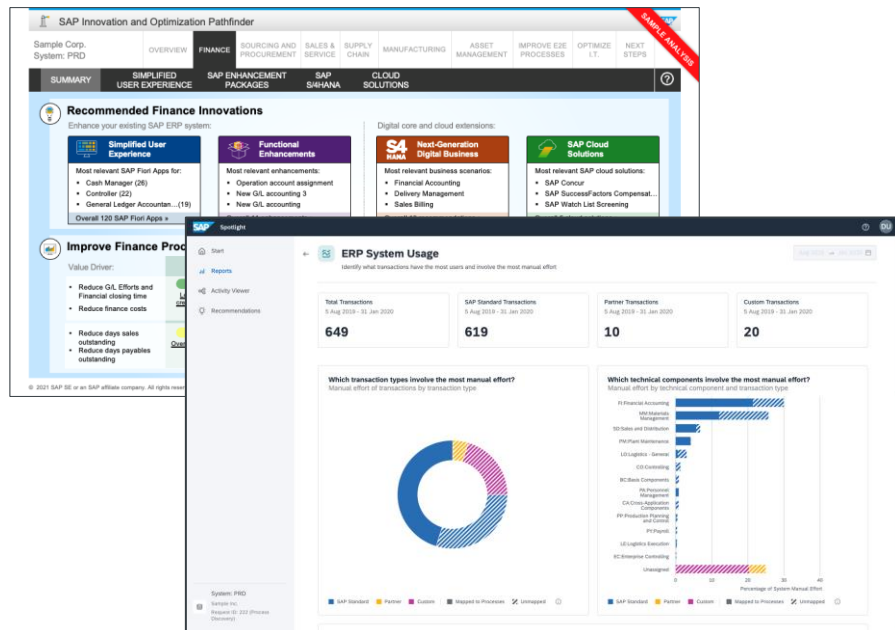 SAP Innovation and Optimization Pathfinder
SAMPLE ANALYSIS
Sample Corp.
System: PRD
OVERVIEW
FINANCE
SOURCING AND
PROCUREMENT
SALES &
SERVICE
SUPPLY
CHAIN
MANUFACTURING
ASSET
MANAGEMENT
IMPROVE E2E
PROCESSES
OPTIMIZE
I.T.
NEXT
STEPS
SUMMARY
SIMPLIFIED
USER EXPERIENCE
SAP ENHANCEMENT
PACKAGES
SAP
S/4HANA
CLOUD
SOLUTIONS
Recommended Finance Innovations
Enhance your existing SAP ERP system:
Digital core and cloud extensions:
Simplified User
Experience
Most relevant SAP Fiori Apps for:
• Cash Manager (26)
• Controller (22)
• General Ledger Accountan...(19)
Overall 120 SAP Fiori Apps »
Functional
Enhancements
Most relevant enhancements:
• Operation account assignment
• New G/L accounting 3
• New G/L accounting
S4
HANA
Next-Generation
Digital Business
Most relevant business scenarios:
• Financial Accounting
• Delivery Management
• Sales Billing
SAP Cloud
Solutions
Most relevant SAP cloud solutions:
• SAP Concur
• SAP SuccessFactors Compensat...
• SAP Watch List Screening
Improve Finance Proc
Value Driver:
• Reduce G/L Efforts and
Financial closing time
• Reduce finance costs
• Reduce days sales
outstanding
• Reduce days payables
outstanding
© 2021 SAP SE or an SAP affiliate company. All rights reser
SAP Spotlight
DU
Start
Reports
Activity Viewer
Recommendations
System: PRD
Sample Inc.
Request ID: 232 (Process
Discovery)
ERP System Usage
Identify what transactions have the most users and involve the most manual effort
Total Transactions
5 Aug 2019 - 31 Jan 2020
649
SAP Standard Transactions
5 Aug 2019 - 31 Jan 2020
619
Partner Transactions
5 Aug 2019 - 31 Jan 2020
10
Custom Transactions
5 Aug 2019 - 31 Jan 2020
20
Which transaction types involve the most manual effort?
Manual effort of transactions by transaction type
SAP Standard Partner Custom Mapped to Processes Unmapped
Which technical components involve the most manual effort?
Manual effort by technical component and transaction type
FI:Financial Accounting
MM:Materials
Management
SD:Sales and Distribution
PM:Plant Maintenance
LO:Logistics - General
CO:Controlling
BC:Basis Components
PA:Personnel
Management
CA:Cross-Application
Components
PP:Production Planning
and Control
PY:Payroll
LE:Logistics Execution
EC:Enterprise Controlling
Unassigned
0 10 20 30 40
Percentage of System Manual Effort
SAP Standard Partner Custom Mapped to Processes Unmapped